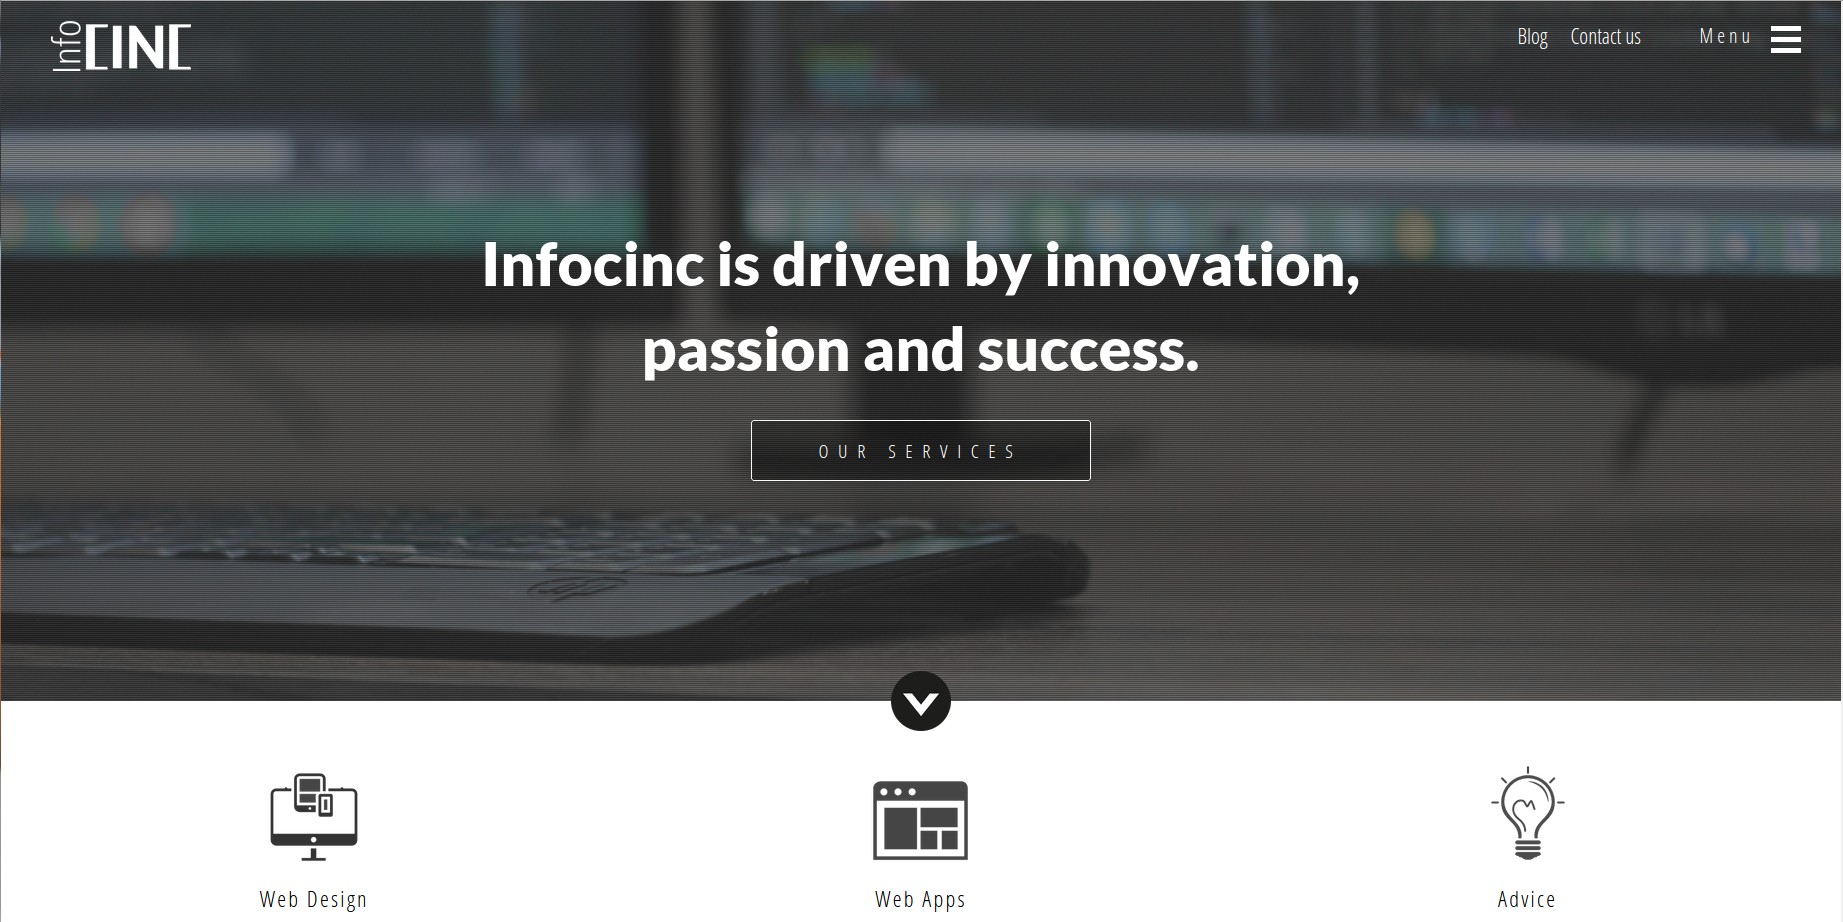 Info CINC
Blog Contact us Menu
Infocinc is driven by innovation,
passion and success.
OUR SERVICES
Web Design Web Apps Advice